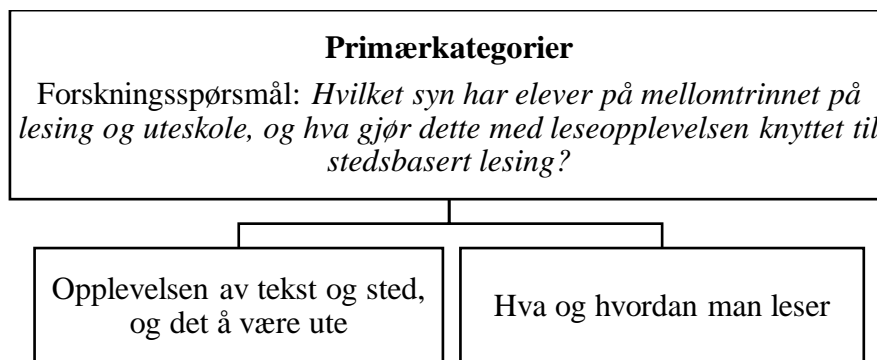 Primærkategorier
Forskningsspørsmål: Hvilket syn har elever på mellomtrinnet på
lesing og uteskole, og hva gjør dette med leseopplevelsen knyttet til
stedsbasert lesing?
Opplevelsen av tekst og sted,
og det å være ute
Hva og hvordan man leser